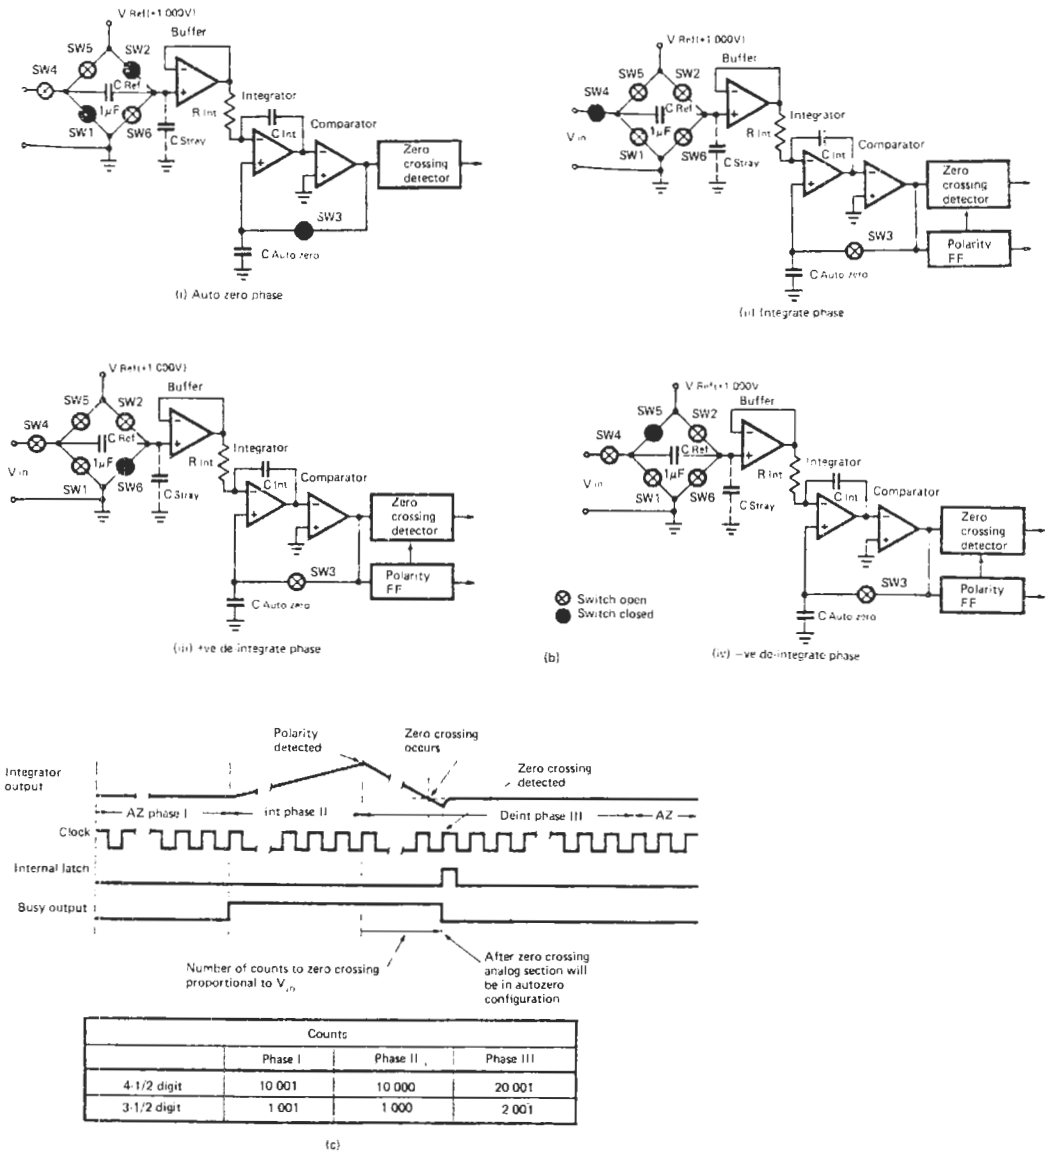 V Ref(+1 000V)
Buffer
SW5
SW2
SW4
C Ref
1μF
SW1
SW6
C Stray
R Int
Integrator
C Int
Comparator
Zero
crossing
detector
SW3
C Auto zero
(i) Auto zero phase
V Ref(+1 000V)
Buffer
SW5
SW2
SW4
C Ref
1μF
V in
SW1
SW6
C Stray
R Int
Integrator
C Int
Comparator
Zero
crossing
detector
SW3
Polarity
FF
C Auto zero
(ii) Integrate phase
V Ref(+1 000V)
Buffer
SW5
SW2
SW4
C Ref
1μF
V in
SW1
SW6
C Stray
R Int
Integrator
C Int
Comparator
Zero
crossing
detector
SW3
Polarity
FF
C Auto zero
(iii) +ve de-integrate phase
V Ref(+1 000V
Buffer
SW5
SW2
SW4
C Ref
1μF
V in
SW1
SW6
C Stray
R Int
Integrator
C Int
Comparator
Zero
crossing
detector
SW3
Polarity
FF
C Auto zero
(iv) –ve de-integrate phase
Switch open
Switch closed
(b)
Polarity
detected
Zero crossing
occurs
Zero crossing
detected
Integrator
output
AZ phase I
Int phase II
Deint phase III
AZ
Clock
Internal latch
Busy output
Number of counts to zero crossing
proportional to V in
After zero crossing
analog section will
be in autozero
configuration
Counts
Phase I Phase II Phase III
4-1/2 digit 10 001 10 000 20 001
3-1/2 digit 1 001 1 000 2 001
(c)